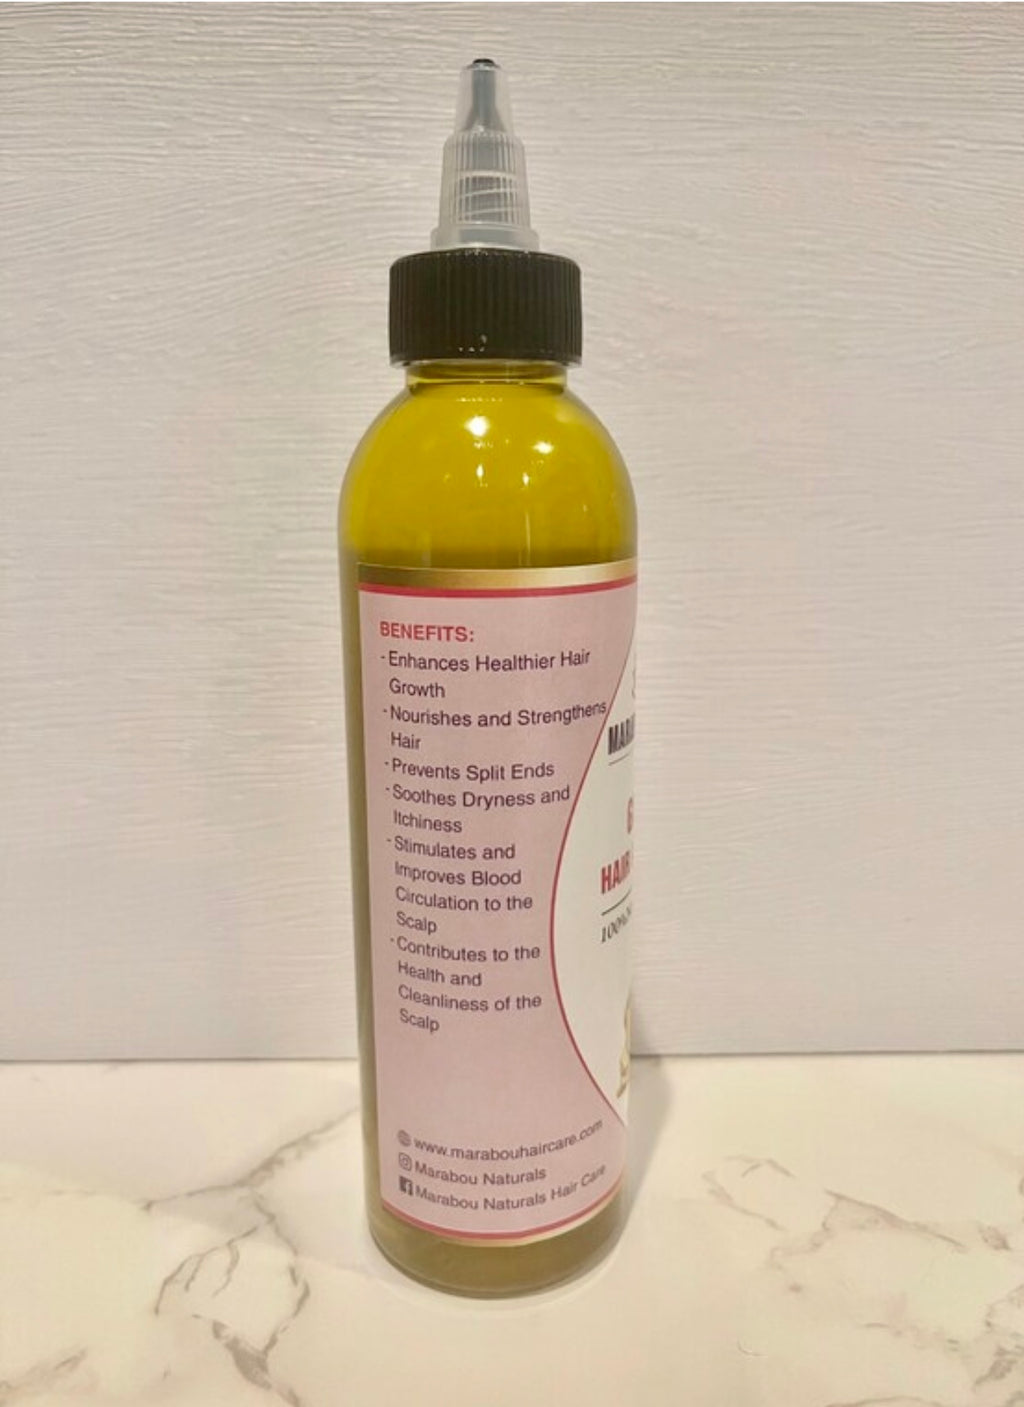 BENEFITS:
- Enhances Healthier Hair
Growth
- Nourishes and Strengthens
Hair
- Prevents Split Ends
- Soothes Dryness and
Itchiness
- Stimulates and
Improves Blood
Circulation to the
Scalp
- Contributes to the
Health and
Cleanliness of the
Scalp
HAIR
100%
www.marabouhaircare.com
Marabou Naturals
Marabou Naturals Hair Care